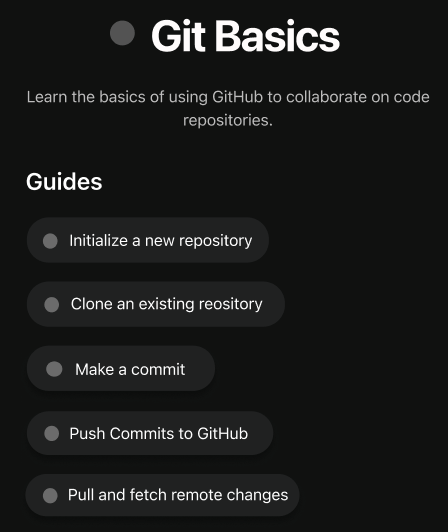 Git Basics
Learn the basics of using GitHub to collaborate on code
repositories.
Guides
Initialize a new repository
Clone an existing reository
Make a commit
Push Commits to GitHub
Pull and fetch remote changes